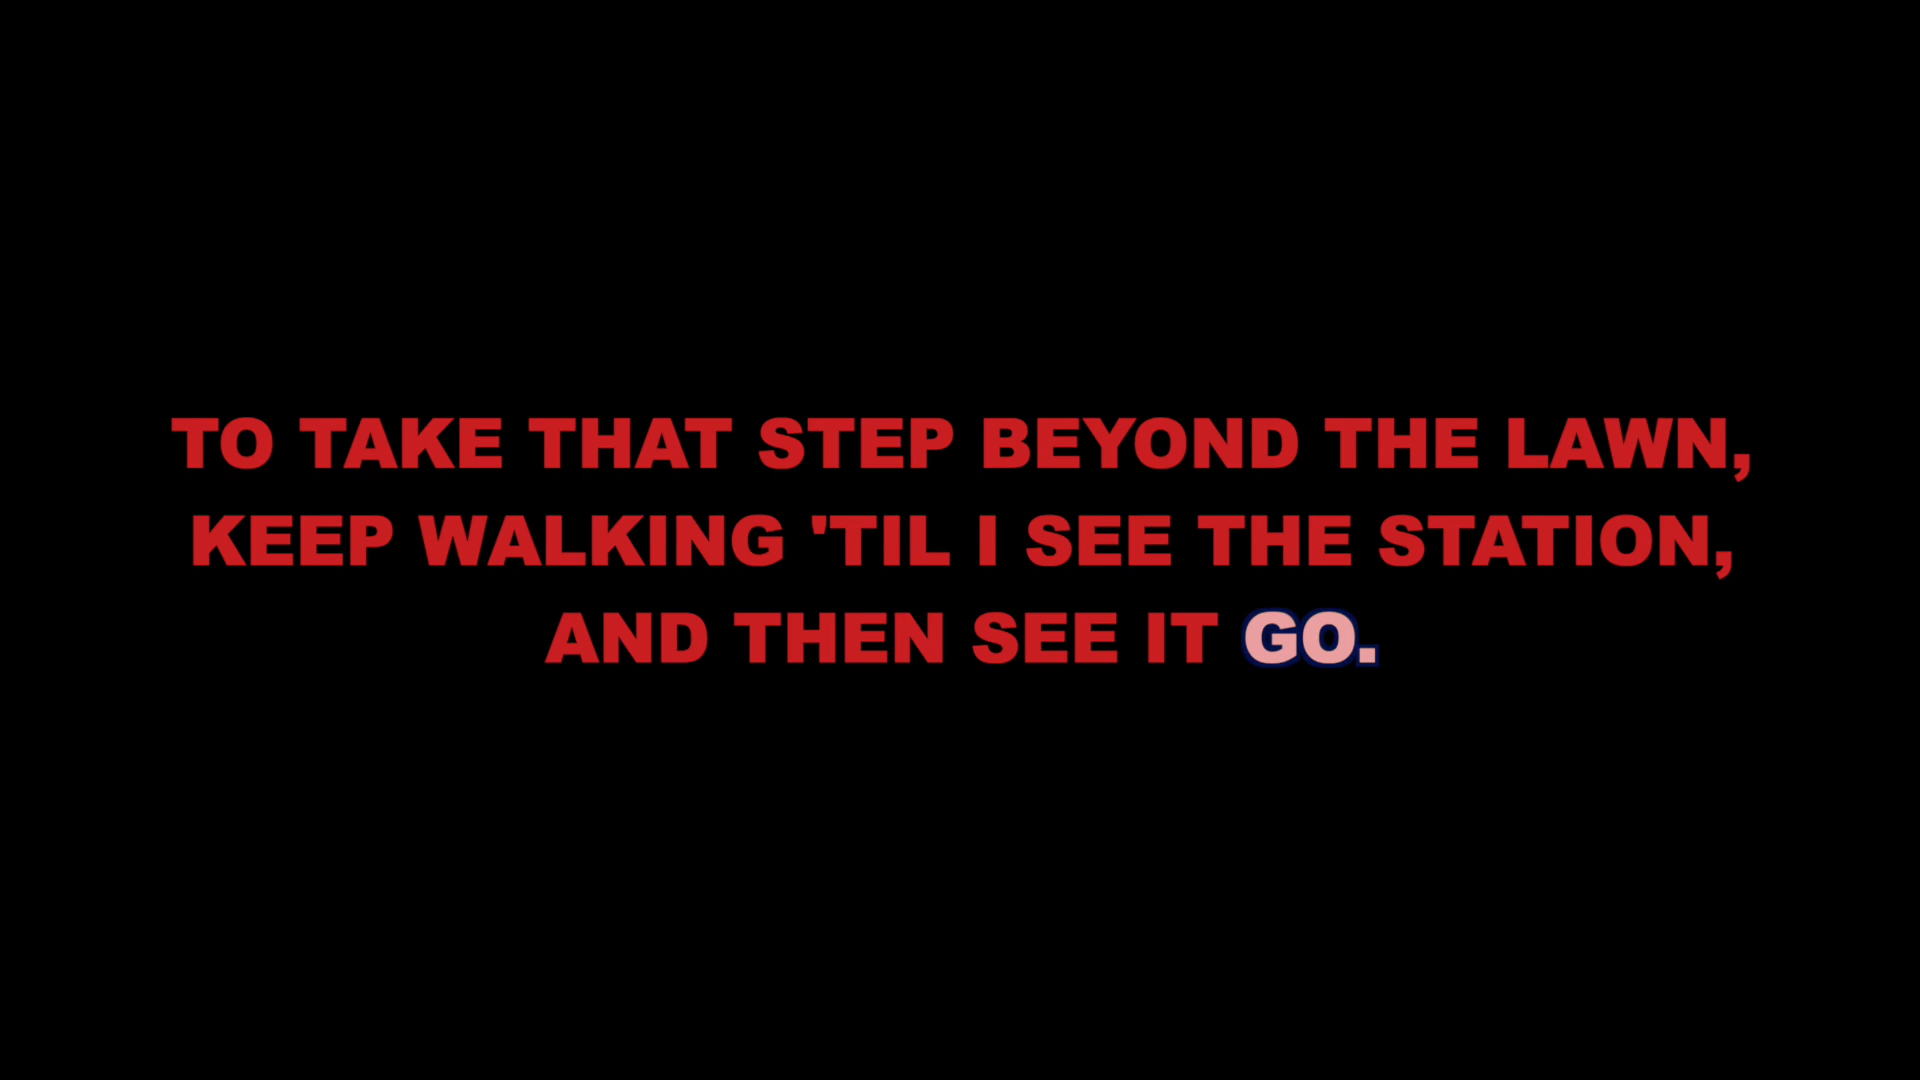 TO TAKE THAT STEP BEYOND THE LAWN,
KEEP WALKING 'TIL I SEE THE STATION,
AND THEN SEE IT GO.